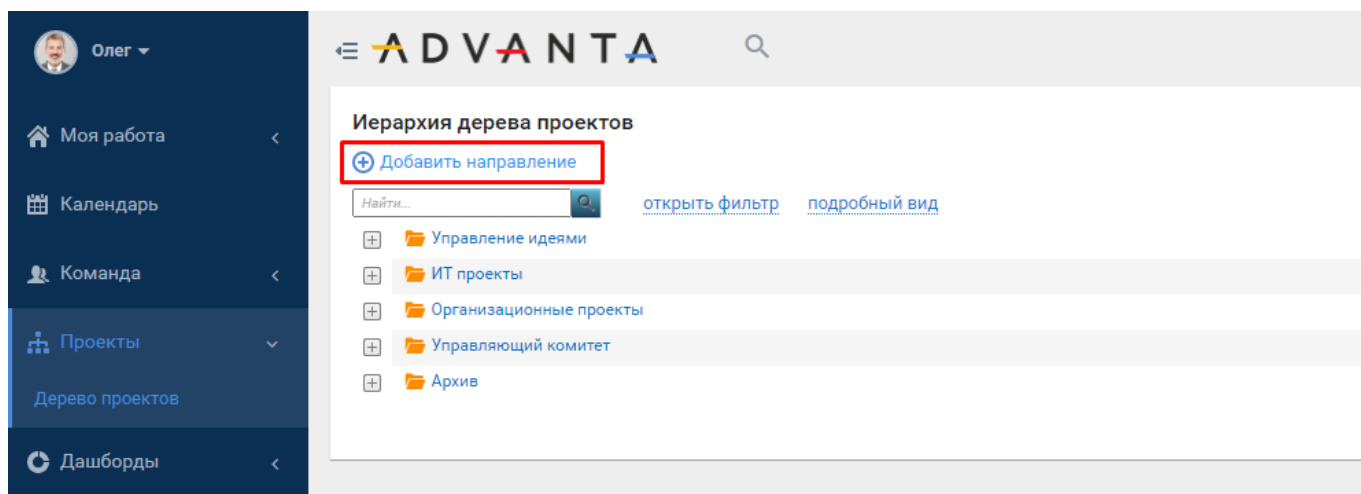 Олег
ADVANTA
Моя работа
Календарь
Команда
Проекты
Дерево проектов
Дашборды
Иерархия дерева проектов
Добавить направление
Найти...
открыть фильтр
подробный вид
Управление идеями
ИТ проекты
Организационные проекты
Управляющий комитет
Архив